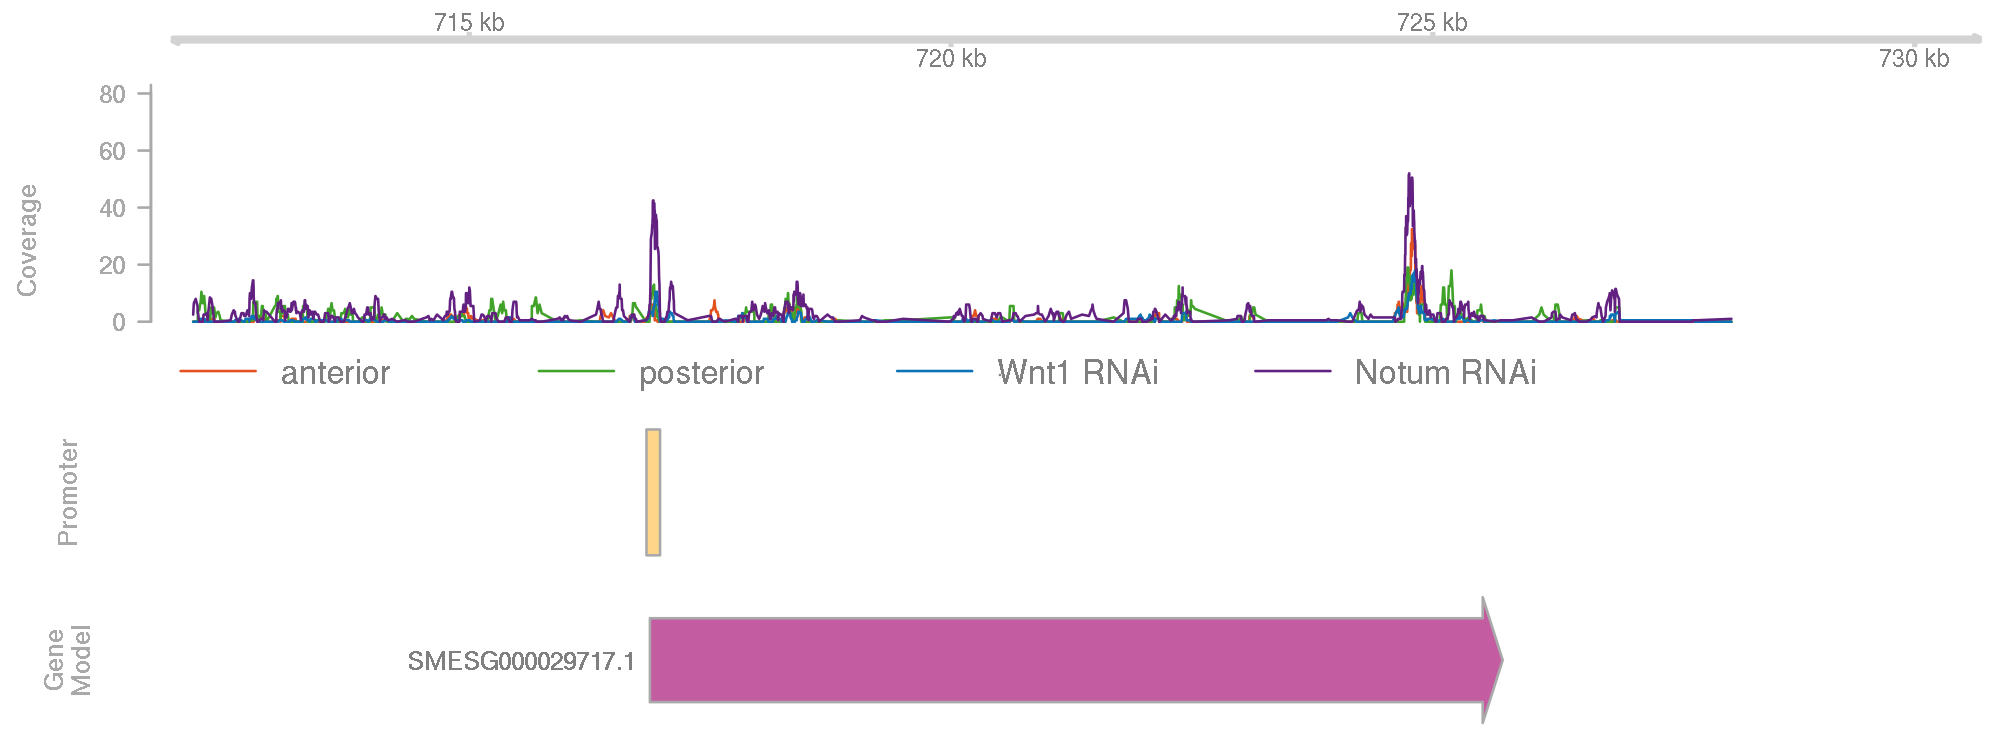 715 kb
725 kb
720 kb
730 kb
80
60
40
20
0
Coverage
anterior
posterior
Wnt1 RNAi
Notum RNAi
Promoter
Gene
Model
SMESG000029717.1